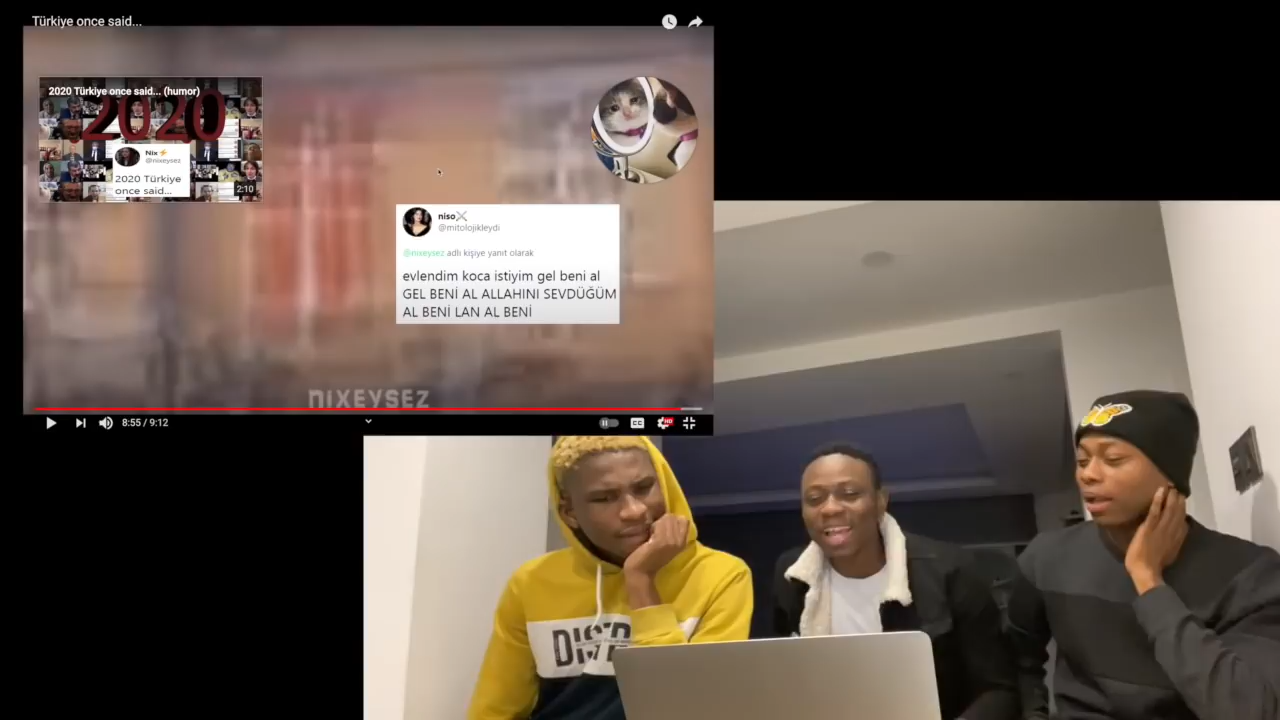 Türkiye once said...
2020 Türkiye once said... (humor)
2020
Nix⚡
@nixeysez
2020 Türkiye
once said...
2:10
niso⚔
@mitolojikleydi
@nixeysez adlı kişiye yanıt olarak
evlendim koca istiyim gel beni al
GEL BENİ AL ALLAHINI SEVDÜĞÜM
AL BENİ LAN AL BENİ
NIXEYSEZ
8:55 / 9:12
CC
HD